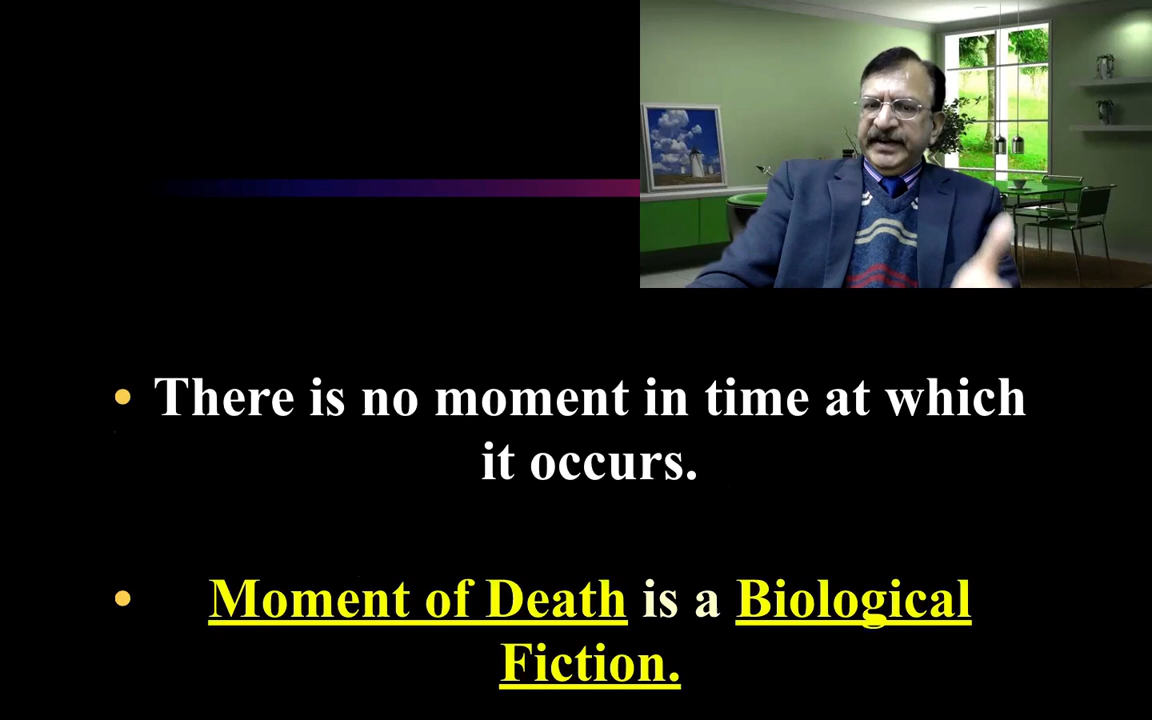 • There is no moment in time at which
it occurs.
• Moment of Death is a Biological
Fiction.